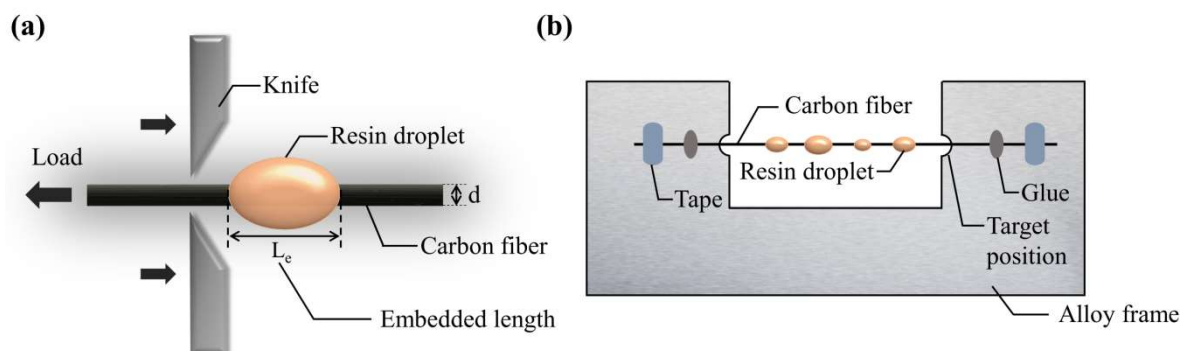 (a)
Knife
Resin droplet
Load
d
Carbon fiber
Lₑ
Embedded length
(b)
Carbon fiber
Resin droplet
Tape
Glue
Target
position
Alloy frame